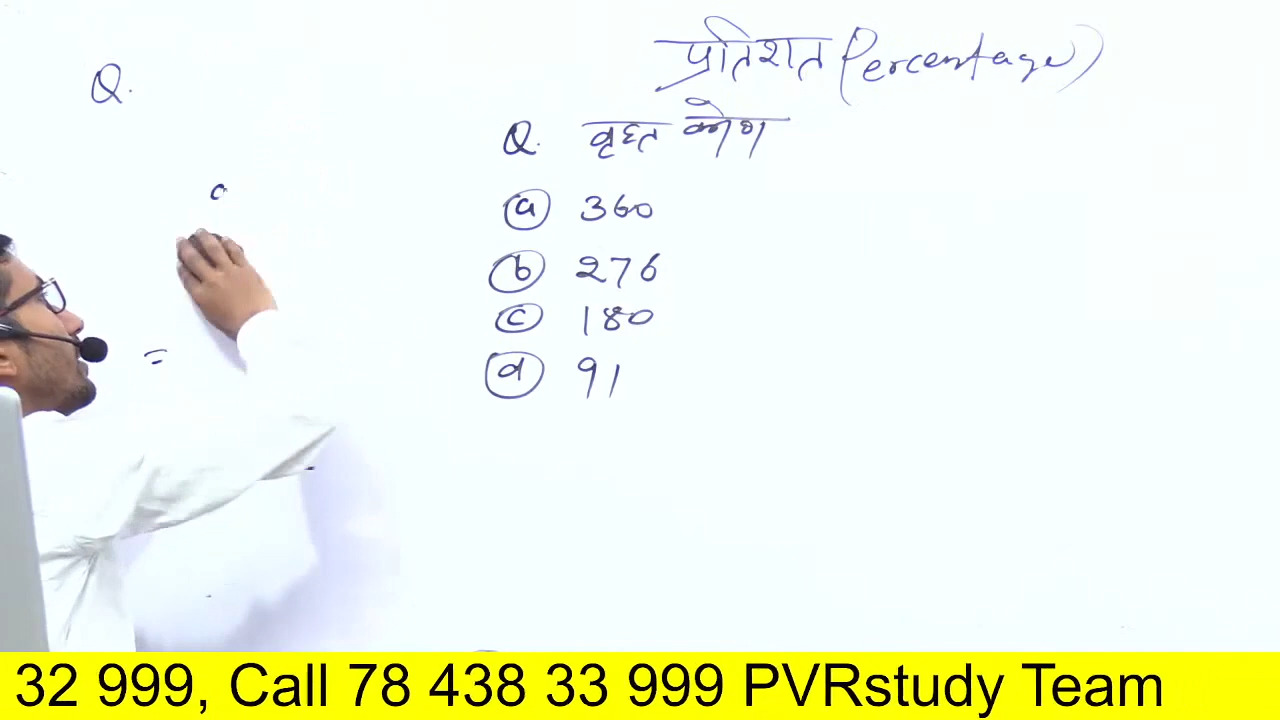 प्रतिशत (Percentage)
Q.
Q. वृहत कोण
a 360
b 276
c 180
d 91
=
32 999, Call 78 438 33 999 PVRstudy Team